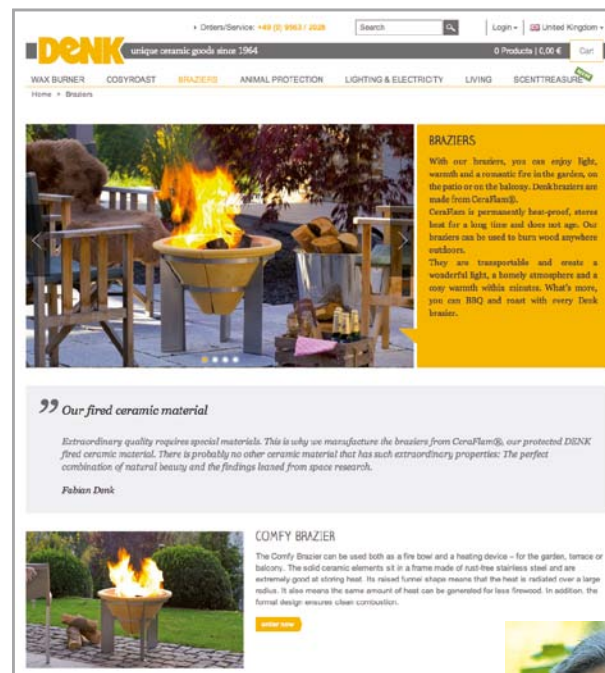 Orders/Service: +49 (0) 9563 / 2028
Search
Login
United Kingdom
DENK
unique ceramic goods since 1964
0 Products | 0,00 €
Cart
WAX BURNER COSYROAST BRAZIERS ANIMAL PROTECTION LIGHTING & ELECTRICITY LIVING SCENTTREASURE
Home > Braziers
BRAZIERS
With our braziers, you can enjoy light,
warmth and a romantic fire in the garden, on
the patio or on the balcony. Denk braziers are
made from CeraFlam®.
CeraFlam is permanently heat-proof, stores
heat for a long time and does not age. Our
braziers can be used to burn wood anywhere
outdoors.
They are transportable and create a
wonderful light, a homely atmosphere and a
cosy warmth within minutes. What's more,
you can BBQ and roast with every Denk
brazier.
" Our fired ceramic material
Extraordinary quality requires special materials. This is why we manufacture the braziers from CeraFlam®, our protected DENK
fired ceramic material. There is probably no other ceramic material that has such extraordinary properties: The perfect
combination of natural beauty and the findings leaned from space research.
Fabian Denk
COMFY BRAZIER
The Comfy Brazier can be used both as a fire bowl and a heating device – for the garden, terrace or
balcony. The solid ceramic elements sit in a frame made of rust-free stainless steel and are
extremely good at storing heat. Its raised funnel shape means that the heat is radiated over a large
radius. It also means the same amount of heat can be generated for less firewood. In addition, the
formal design ensures clean combustion.
order now